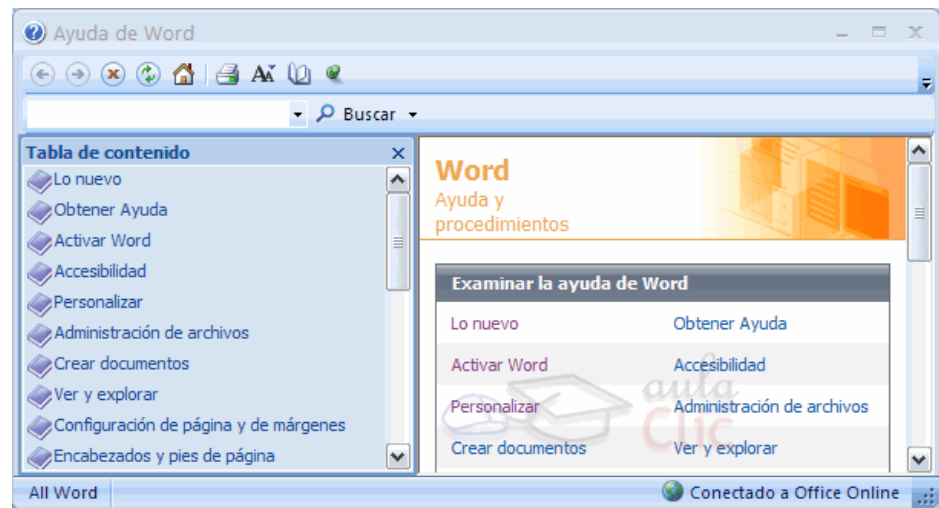 Ayuda de Word
Buscar
Tabla de contenido
Lo nuevo
Obtener Ayuda
Activar Word
Accesibilidad
Personalizar
Administración de archivos
Crear documentos
Ver y explorar
Configuración de página y de márgenes
Encabezados y pies de página
Word
Ayuda y
procedimientos
Examinar la ayuda de Word
Lo nuevo Obtener Ayuda
Activar Word Accesibilidad
Personalizar Administración de archivos
Crear documentos Ver y explorar
aula
Clic
All Word Conectado a Office Online